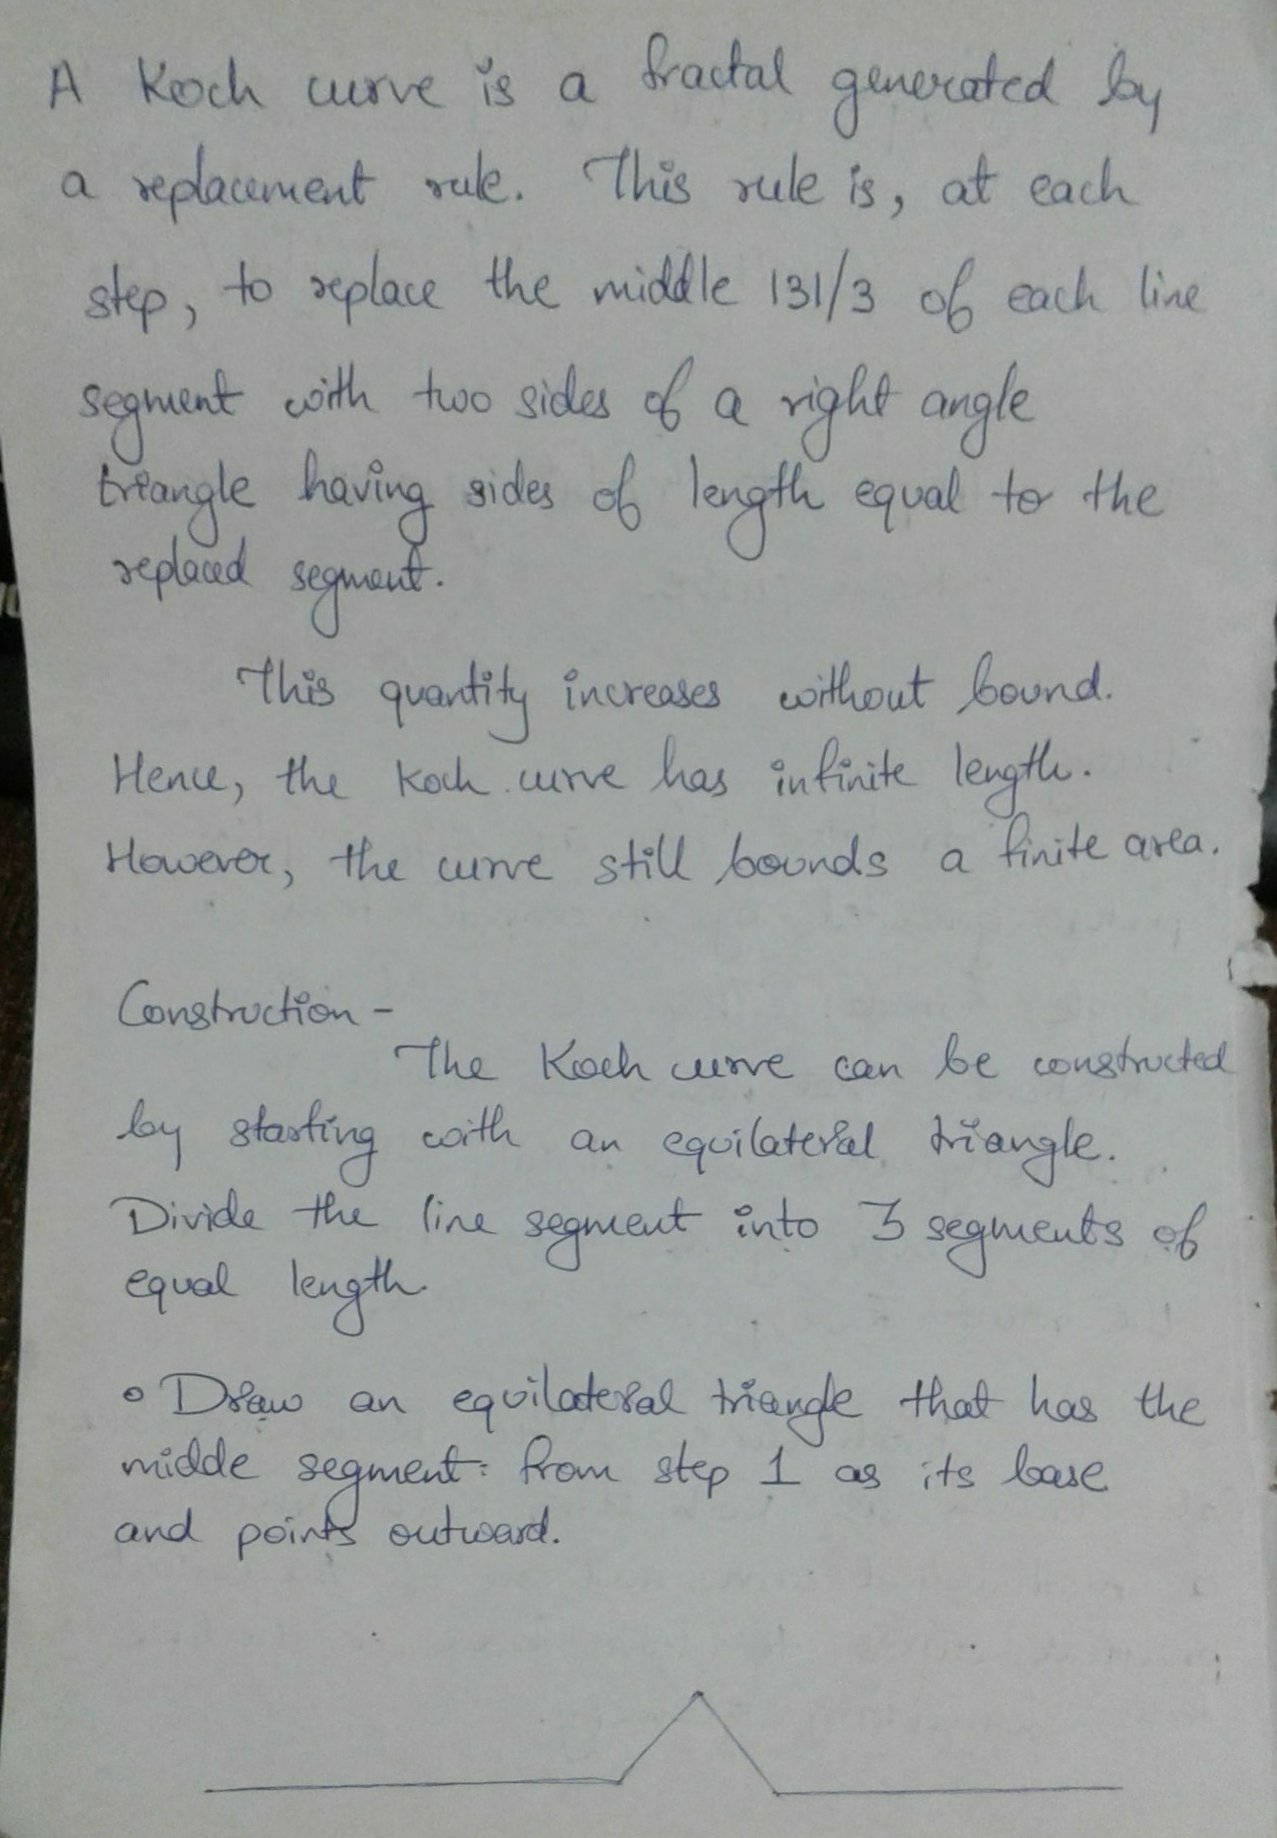 A Koch curve is a fractal generated by
a replacement rule. This rule is, at each
step, to replace the middle 131/3 of each line
segment with two sides of a right angle
triangle having sides of length equal to the
replaced segment.
This quantity increases without bound.
Hence, the Koch curve has infinite length.
However, the curve still bounds a finite area.
Construction -
The Koch curve can be constructed
by starting with an equilateral triangle.
Divide the line segment into 3 segments of
equal length.
• Draw an equilateral triangle that has the
midde segment from step 1 as its base
and points outward.